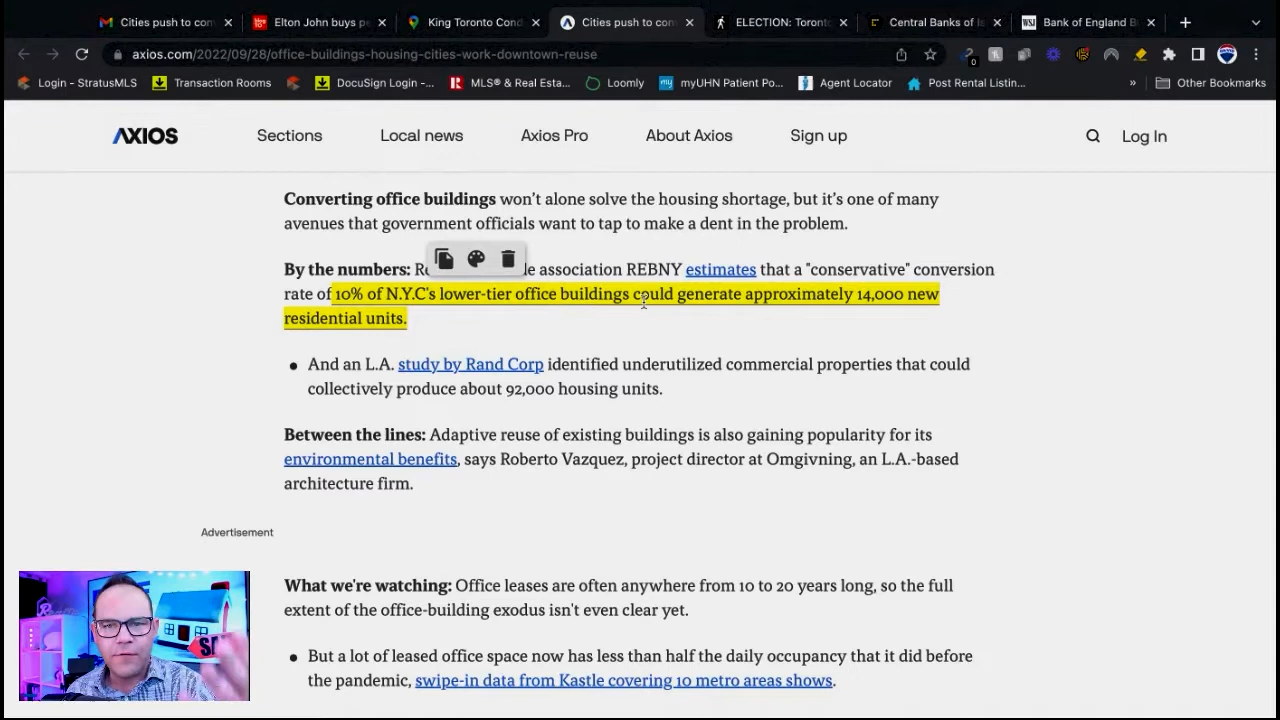 Cities push to con
Elton John buys pe
King Toronto Cond
Cities push to con
ELECTION: Toront
Central Banks of Is
WSJ
Bank of England B
axios.com/2022/09/28/office-buildings-housing-cities-work-downtown-reuse
Login - StratusMLS
Transaction Rooms
DocuSign Login -...
MLS® & Real Esta...
Loomly
my
myUHN Patient Po...
Agent Locator
Post Rental Listin...
»
Other Bookmarks
AXIOS
Sections
Local news
Axios Pro
About Axios
Sign up
Log In
Converting office buildings won’t alone solve the housing shortage, but it’s one of many
avenues that government officials want to tap to make a dent in the problem.
By the numbers: Re e association REBNY estimates that a "conservative" conversion
rate of 10% of N.Y.C's lower-tier office buildings could generate approximately 14,000 new
residential units.
• And an L.A. study by Rand Corp identified underutilized commercial properties that could
collectively produce about 92,000 housing units.
Between the lines: Adaptive reuse of existing buildings is also gaining popularity for its
environmental benefits, says Roberto Vazquez, project director at Omgivning, an L.A.-based
architecture firm.
Advertisement
What we're watching: Office leases are often anywhere from 10 to 20 years long, so the full
extent of the office-building exodus isn't even clear yet.
• But a lot of leased office space now has less than half the daily occupancy that it did before
the pandemic, swipe-in data from Kastle covering 10 metro areas shows.